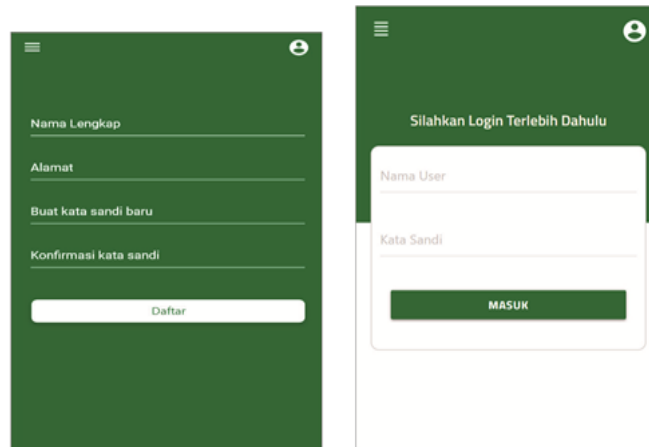 Nama Lengkap
Alamat
Buat kata sandi baru
Konfirmasi kata sandi
Daftar
Silahkan Login Terlebih Dahulu
Nama User
Kata Sandi
MASUK